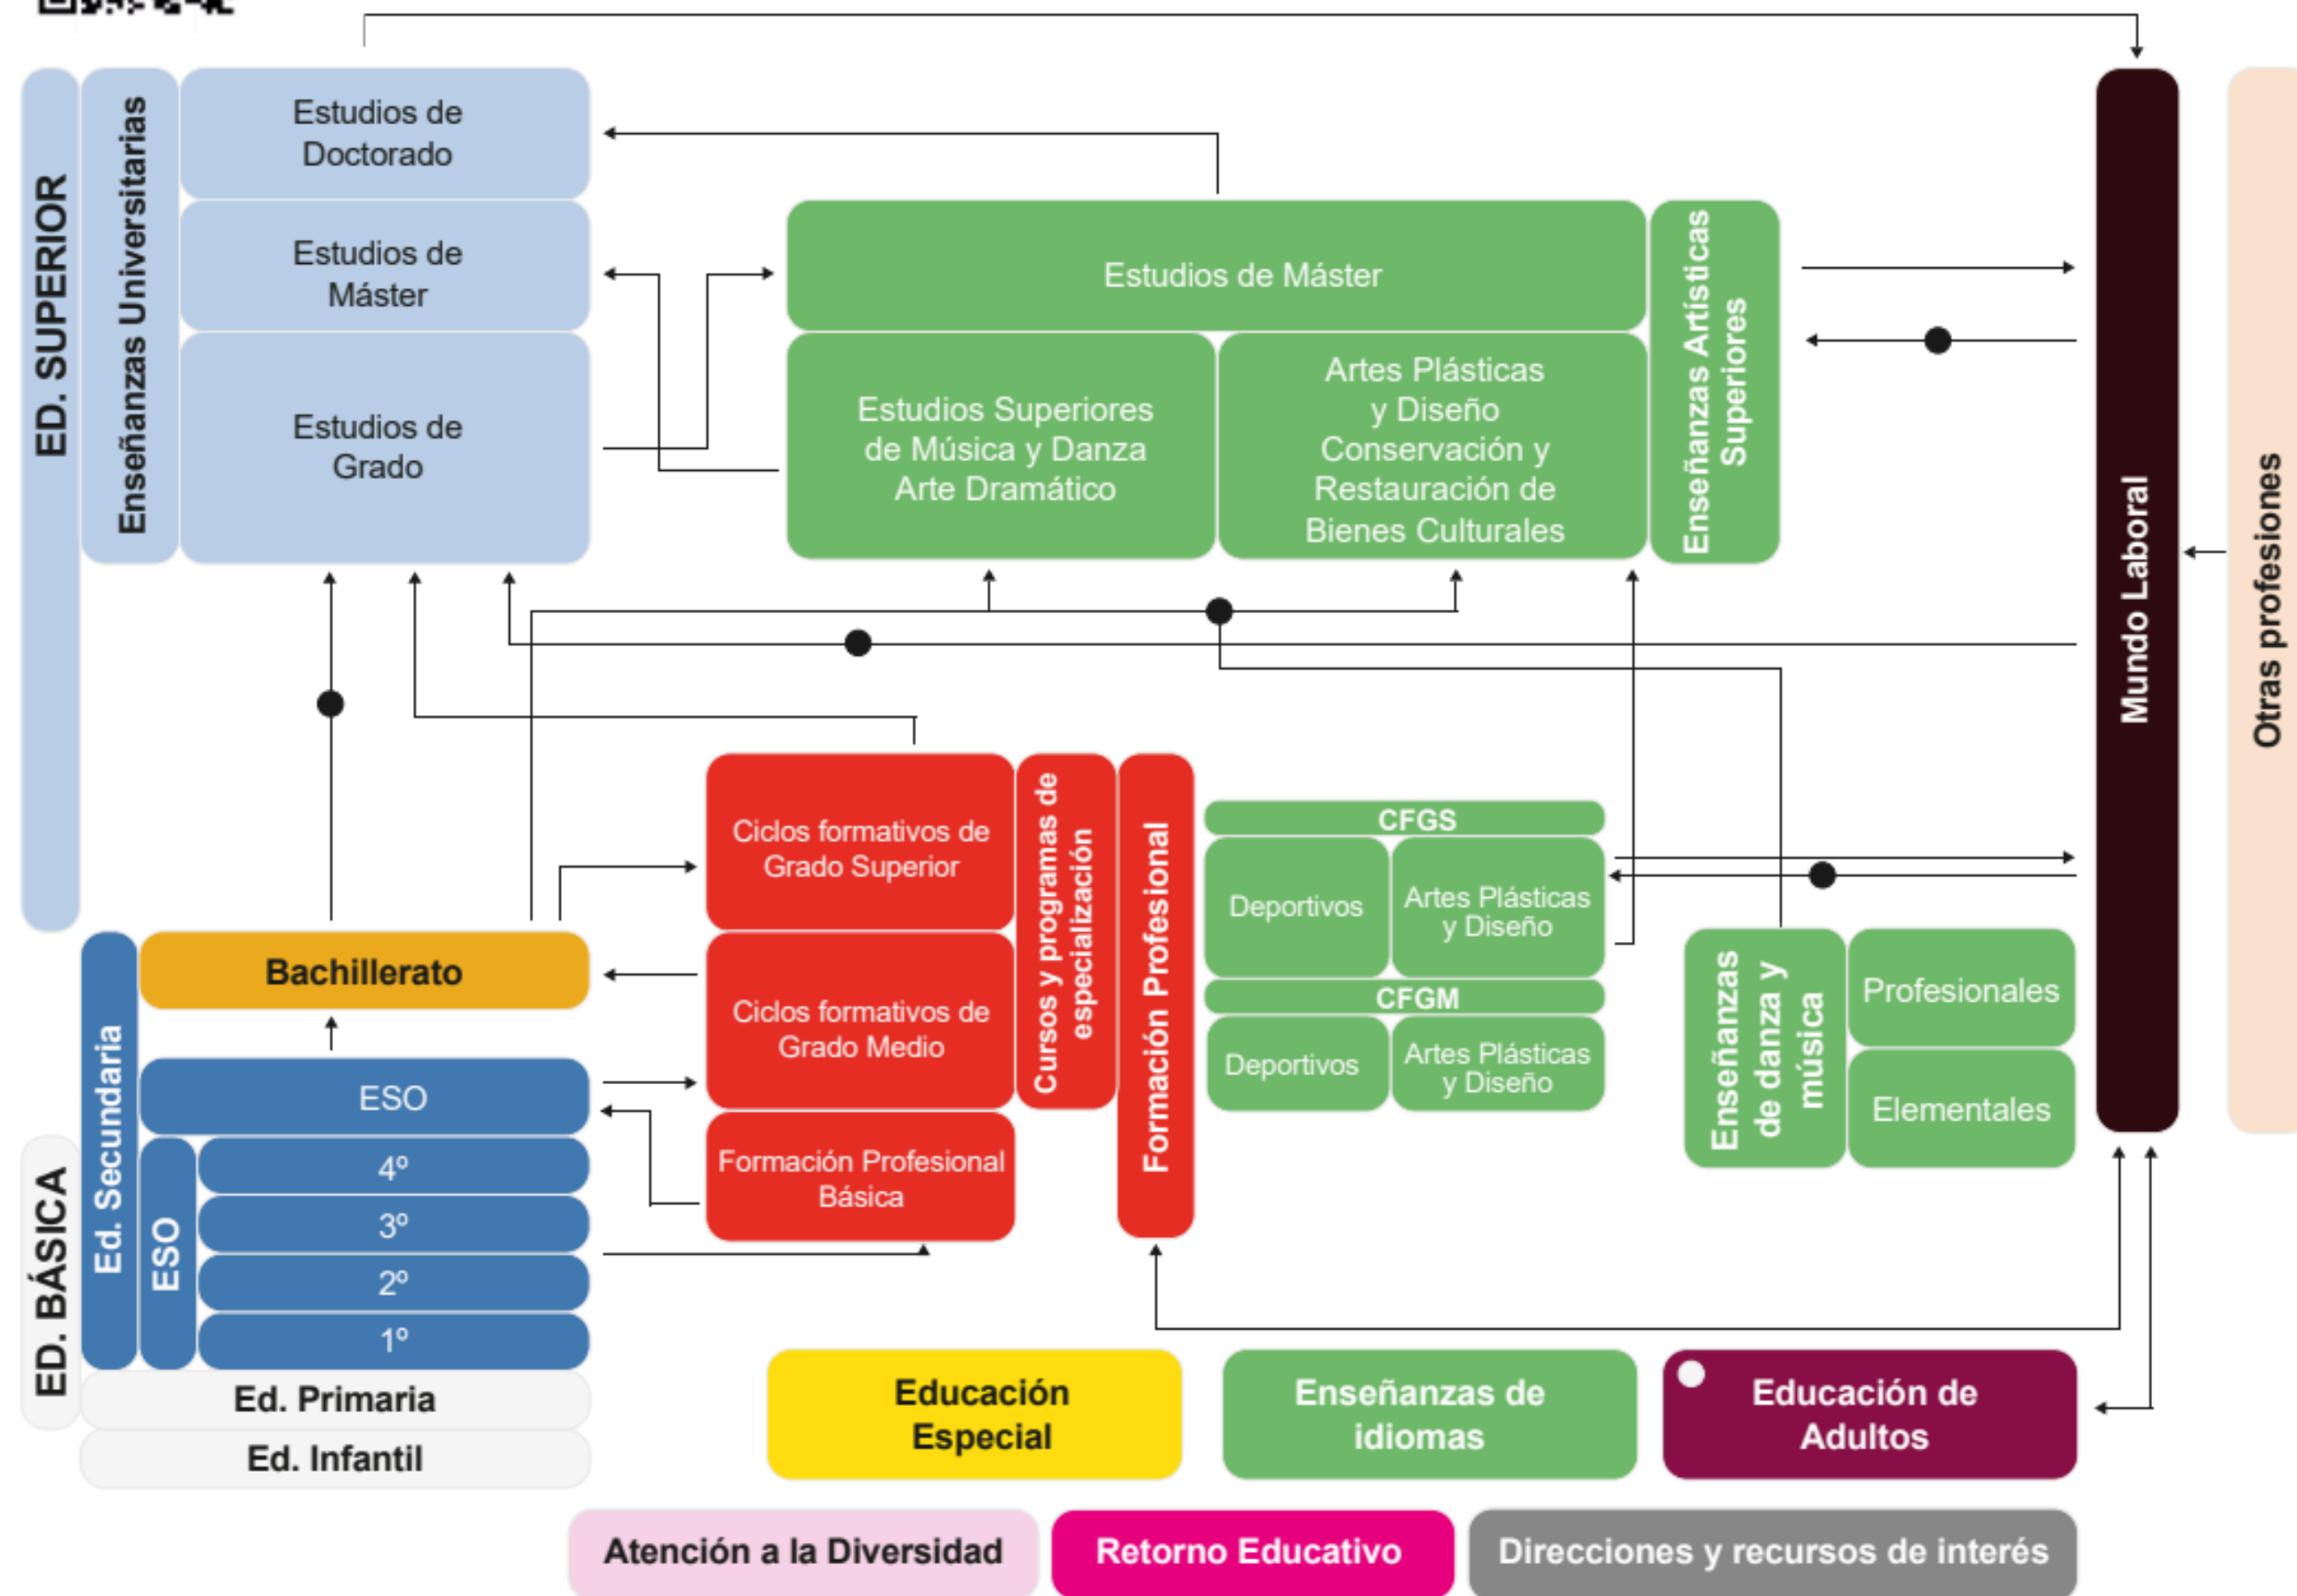 ED. SUPERIOR
Enseñanzas Universitarias
Estudios de
Doctorado
Estudios de
Máster
Estudios de
Grado
Estudios de Máster
Estudios Superiores
de Música y Danza
Arte Dramático
Artes Plásticas
y Diseño
Conservación y
Restauración de
Bienes Culturales
Enseñanzas Artísticas
Superiores
Mundo Laboral
Otras profesiones
Ciclos formativos de
Grado Superior
Ciclos formativos de
Grado Medio
Formación Profesional
Básica
Cursos y programas de
especialización
Formación Profesional
CFGS
Deportivos
Artes Plásticas
y Diseño
CFGM
Deportivos
Artes Plásticas
y Diseño
Enseñanzas
de danza y
música
Profesionales
Elementales
ED. BÁSICA
Ed. Secundaria
Bachillerato
ESO
ESO
4º
3º
2º
1º
Ed. Primaria
Ed. Infantil
Educación
Especial
Enseñanzas de
idiomas
Educación de
Adultos
Atención a la Diversidad
Retorno Educativo
Direcciones y recursos de interés